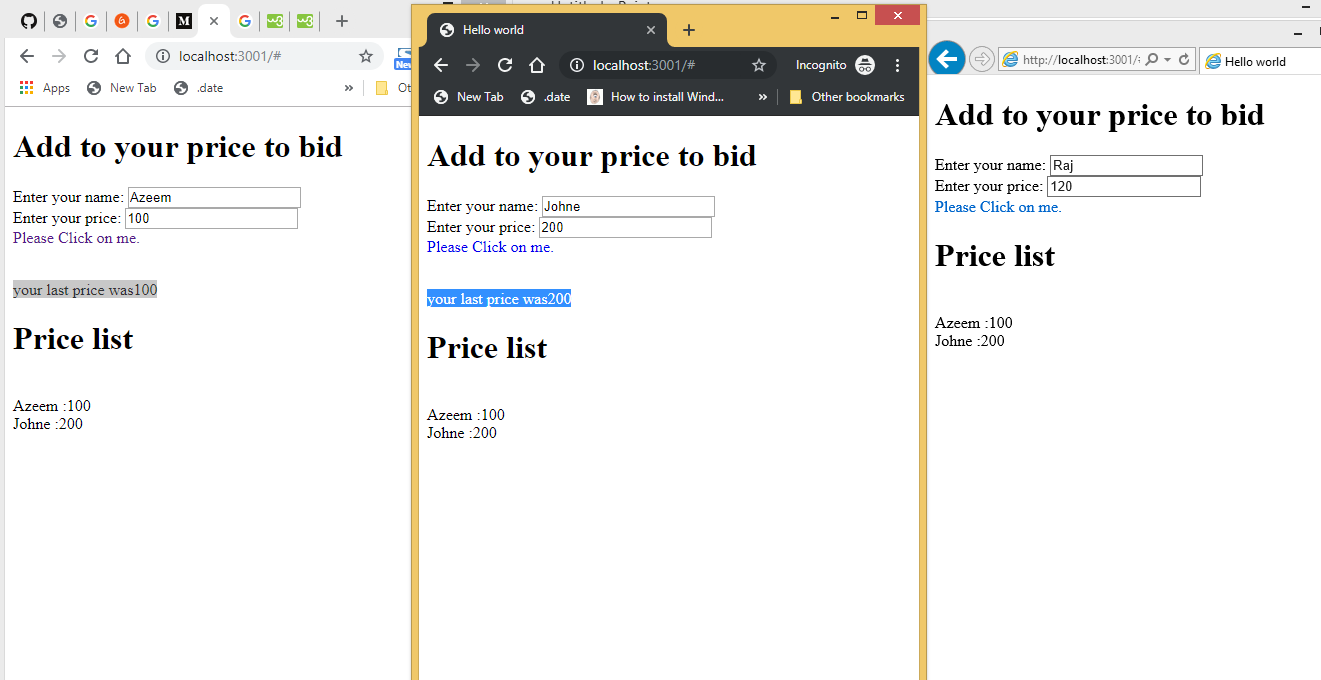 localhost:3001/#
New
Apps
New Tab
.date
»
Ot
Add to your price to bid
Enter your name: Azeem
Enter your price: 100
Please Click on me.
your last price was100
Price list
Azeem :100
Johne :200
Hello world
localhost:3001/#
Incognito
New Tab
.date
How to install Wind...
»
Other bookmarks
Add to your price to bid
Enter your name: Johne
Enter your price: 200
Please Click on me.
your last price was200
Price list
Azeem :100
Johne :200
http://localhost:3001/
Hello world
Add to your price to bid
Enter your name: Raj
Enter your price: 120
Please Click on me.
Price list
Azeem :100
Johne :200